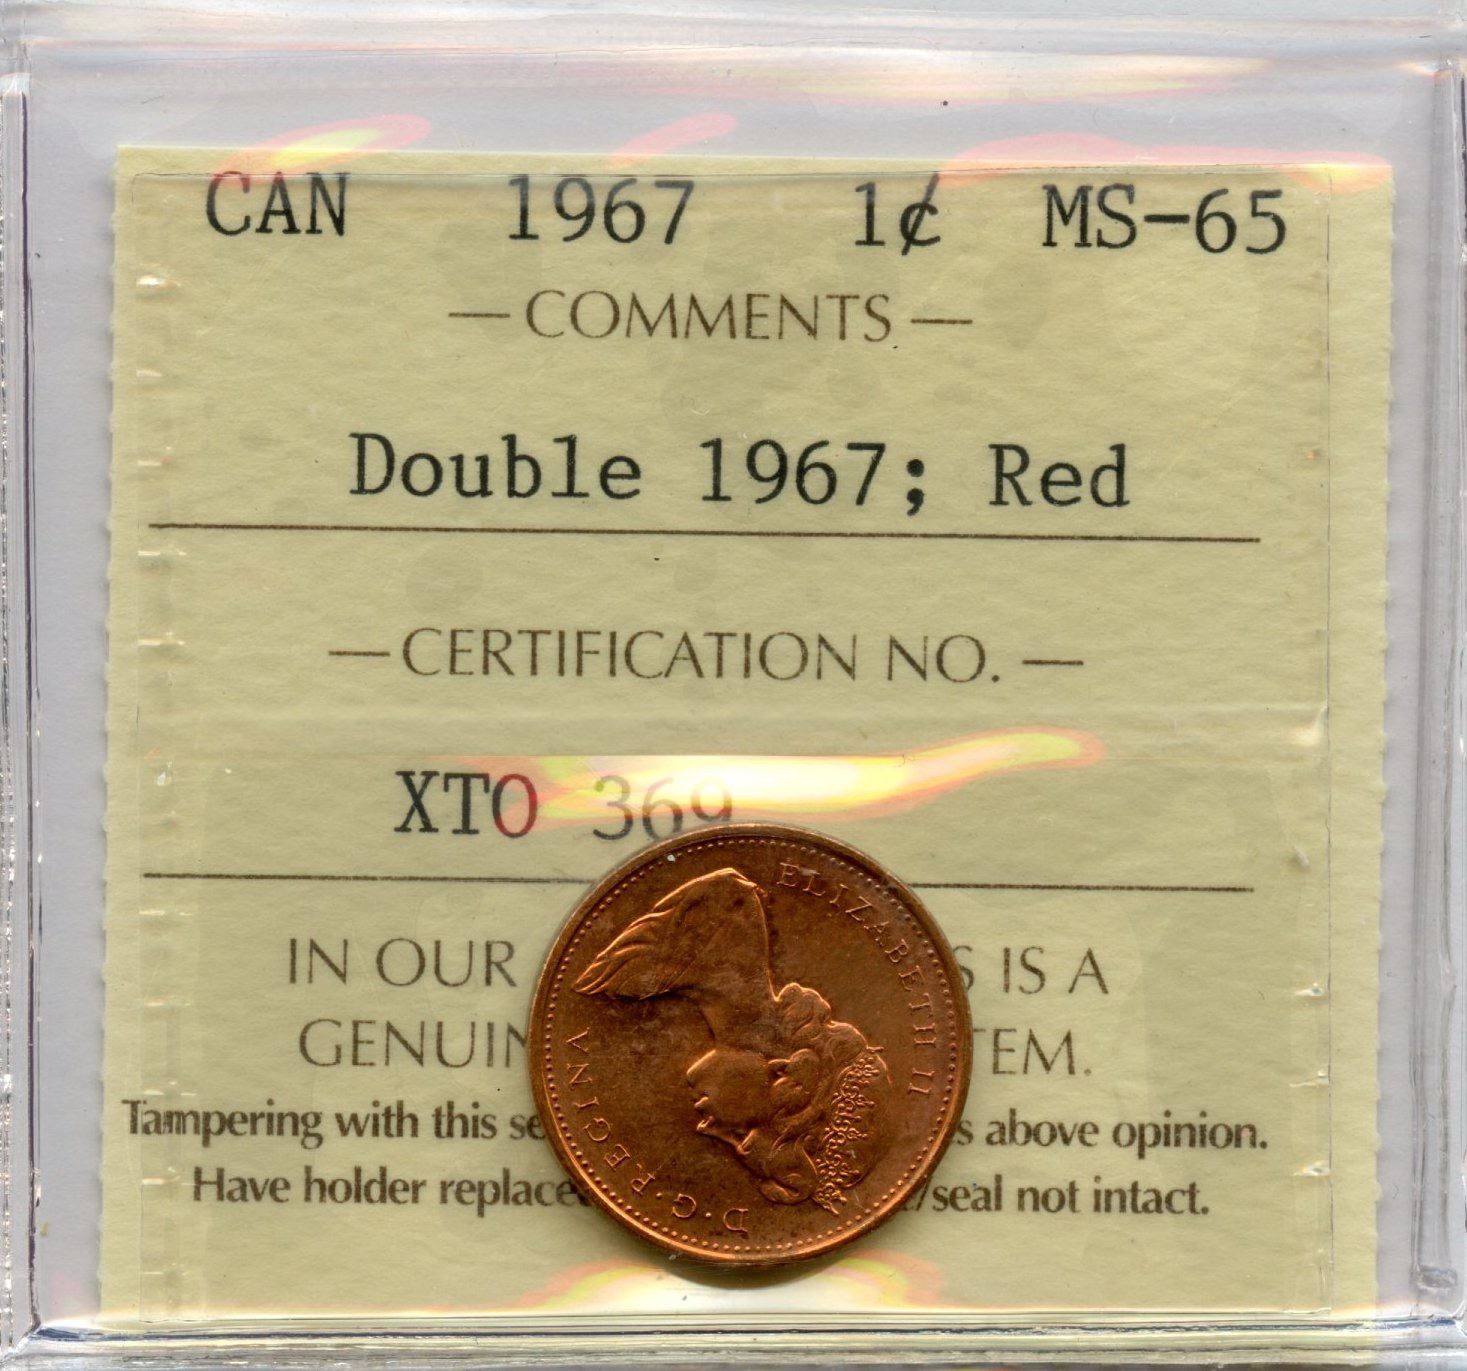 CAN 1967 1¢ MS-65
— COMMENTS —
Double 1967; Red
— CERTIFICATION NO. —
XTO 369
IN OUR IS A
GENUIN TEM.
Tampering with this se s above opinion.
Have holder replace /seal not intact.
ELIZABETH II
D·G·REGINA